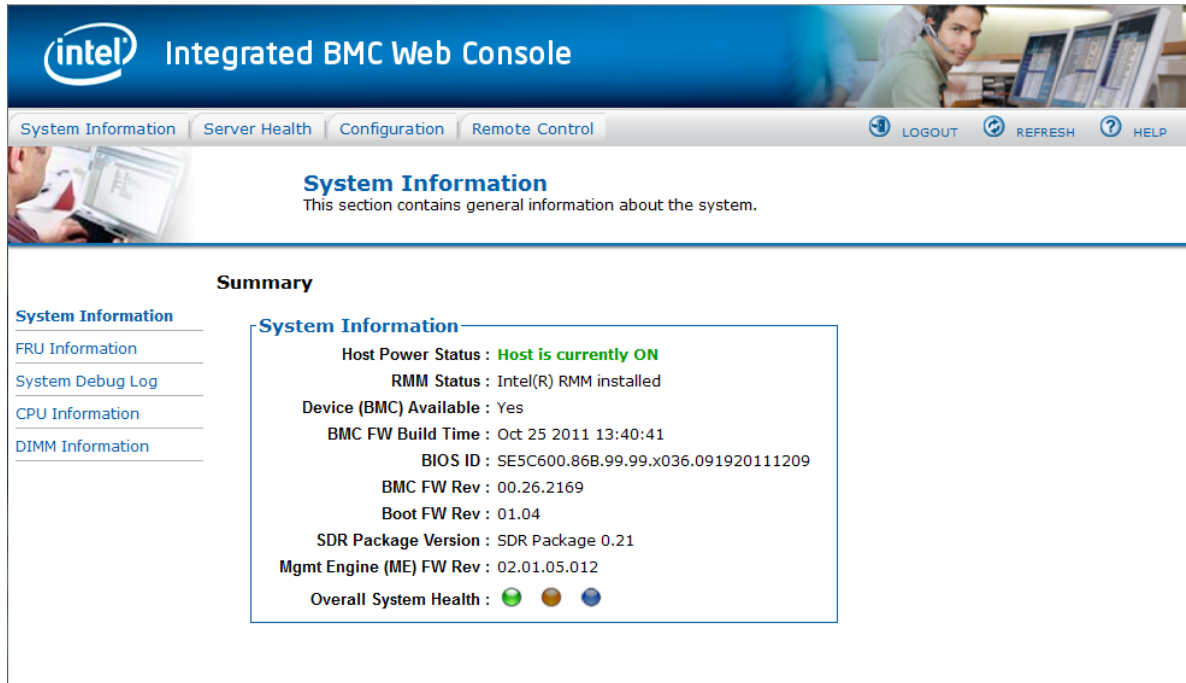 intel Integrated BMC Web Console
System Information Server Health Configuration Remote Control LOGOUT REFRESH ? HELP
System Information
This section contains general information about the system.
Summary
System Information
FRU Information
System Debug Log
CPU Information
DIMM Information
System Information
Host Power Status : Host is currently ON
RMM Status : Intel(R) RMM installed
Device (BMC) Available : Yes
BMC FW Build Time : Oct 25 2011 13:40:41
BIOS ID : SE5C600.86B.99.99.x036.091920111209
BMC FW Rev : 00.26.2169
Boot FW Rev : 01.04
SDR Package Version : SDR Package 0.21
Mgmt Engine (ME) FW Rev : 02.01.05.012
Overall System Health :